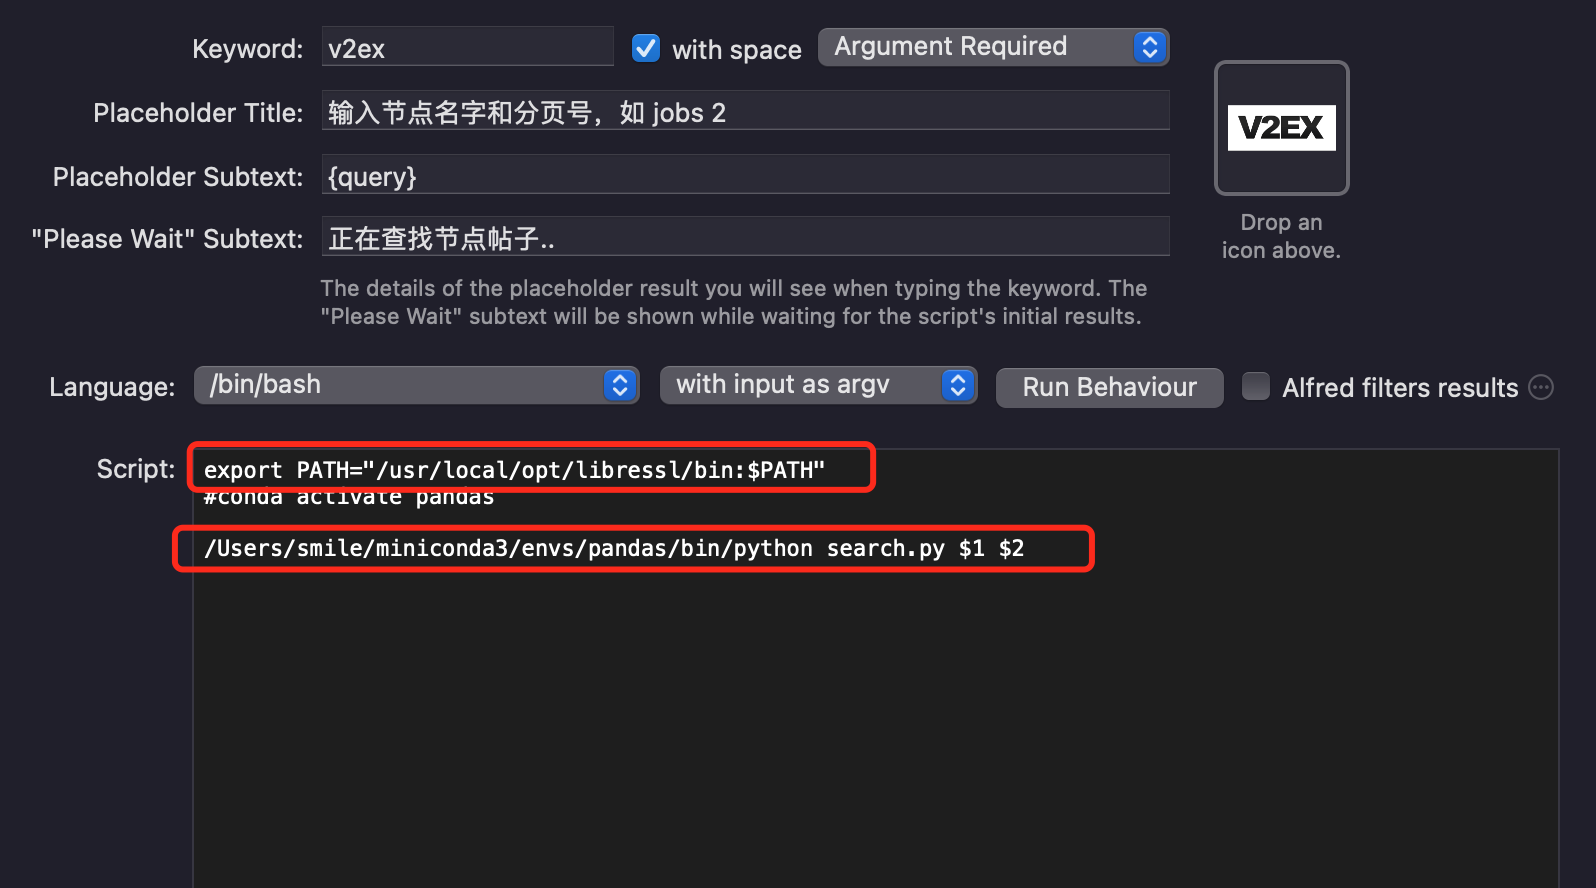 Keyword: v2ex with space Argument Required
Placeholder Title: 输入节点名字和分页号，如 jobs 2
V2EX
Placeholder Subtext: {query}
"Please Wait" Subtext: 正在查找节点帖子..
Drop an
icon above.
The details of the placeholder result you will see when typing the keyword. The
"Please Wait" subtext will be shown while waiting for the script's initial results.
Language: /bin/bash with input as argv Run Behaviour Alfred filters results
Script: export PATH="/usr/local/opt/libressl/bin:$PATH"
#conda activate pandas
/Users/smile/miniconda3/envs/pandas/bin/python search.py $1 $2